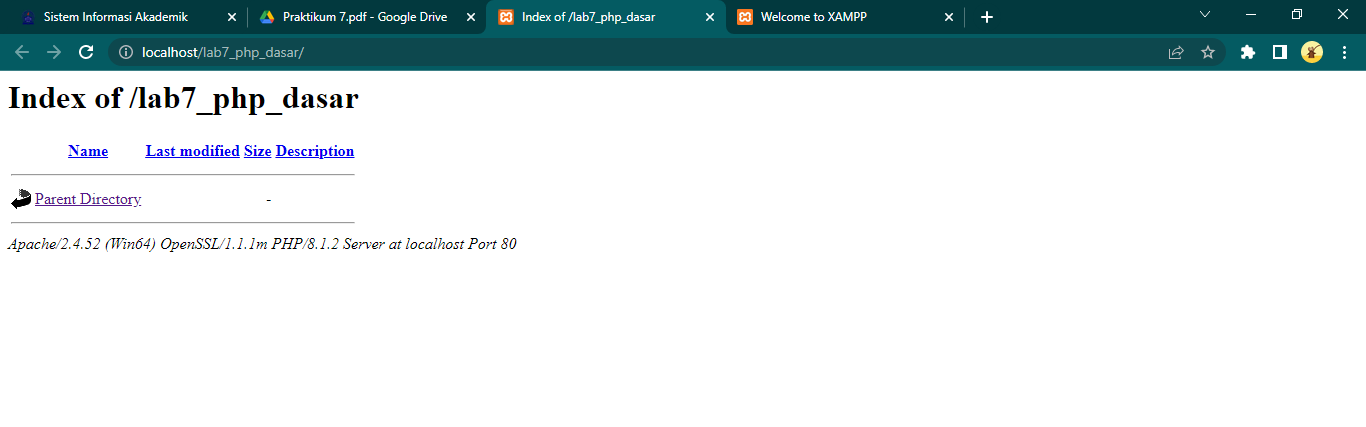 Sistem Informasi Akademik
Praktikum 7.pdf - Google Drive
Index of /lab7_php_dasar
Welcome to XAMPP
localhost/lab7_php_dasar/
Index of /lab7_php_dasar
Name Last modified Size Description
Parent Directory -
Apache/2.4.52 (Win64) OpenSSL/1.1.1m PHP/8.1.2 Server at localhost Port 80